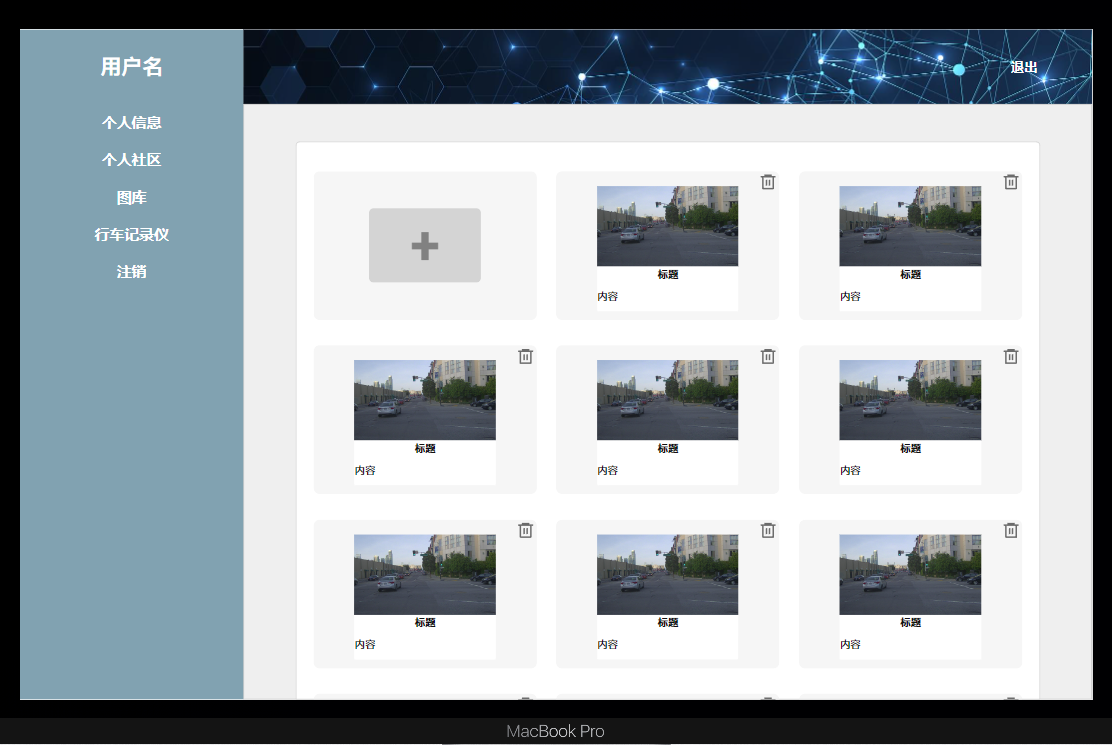 用户名
个人信息
个人社区
图库
行车记录仪
注销
退出
标题
内容
标题
内容
标题
内容
标题
内容
标题
内容
标题
内容
标题
内容
标题
内容
MacBook Pro